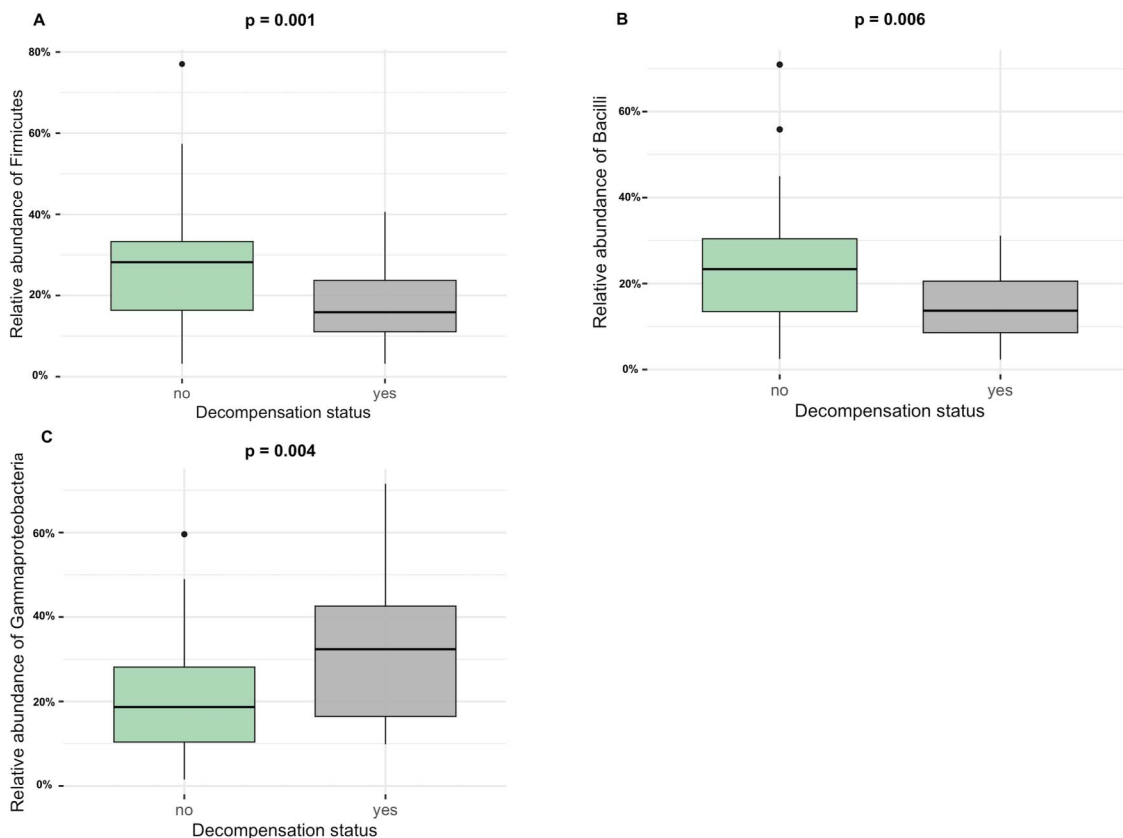 A
p = 0.001
Relative abundance of Firmicutes
80%
60%
40%
20%
0%
no
yes
Decompensation status
B
p = 0.006
Relative abundance of Bacilli
60%
40%
20%
0%
no
yes
Decompensation status
C
p = 0.004
Relative abundance of Gammaproteobacteria
60%
40%
20%
0%
no
yes
Decompensation status